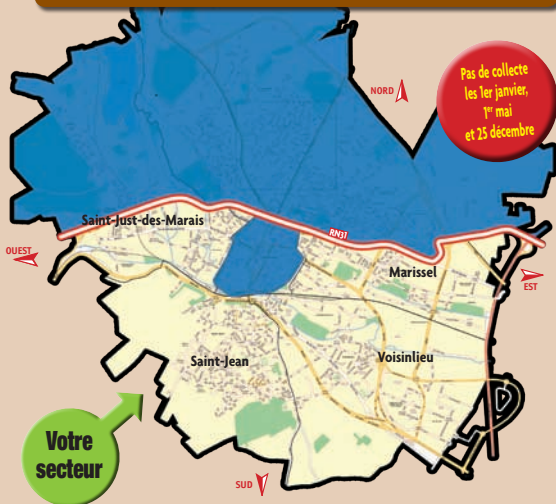 Pas de collecte
les 1er janvier,
1er mai
et 25 décembre
NORD
Saint-Just-des-Marais
RN31
OUEST
Marissel
EST
Saint-Jean
Voisinlieu
Votre
secteur
SUD